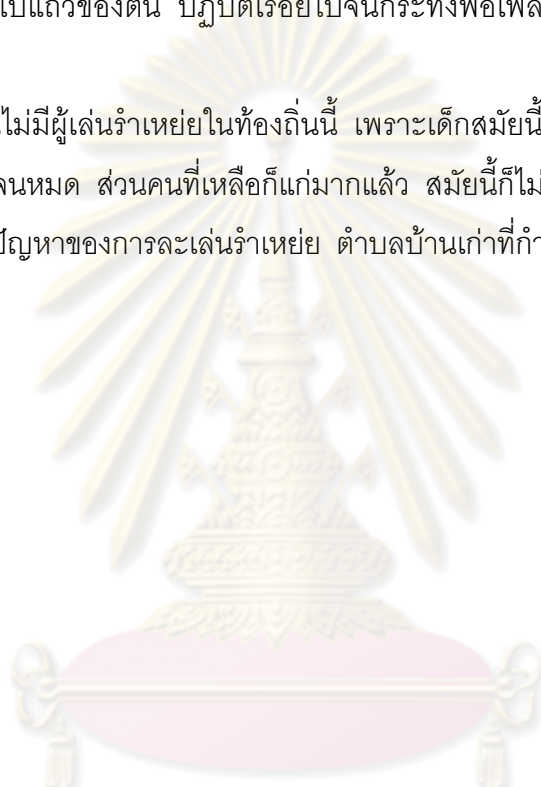 ไปแถวของตน ปฏิบัติเรื่อยไปจนกระทั่งพอเพล
ไม่มีผู้เล่นรำเหย่ยในท้องถิ่นนี้ เพราะเด็กสมัยนี้
จนหมด ส่วนคนที่เหลือก็แก่มากแล้ว สมัยนี้ก็ไม่
ปัญหาของการละเล่นรำเหย่ย ตำบลบ้านเก่าที่กำ